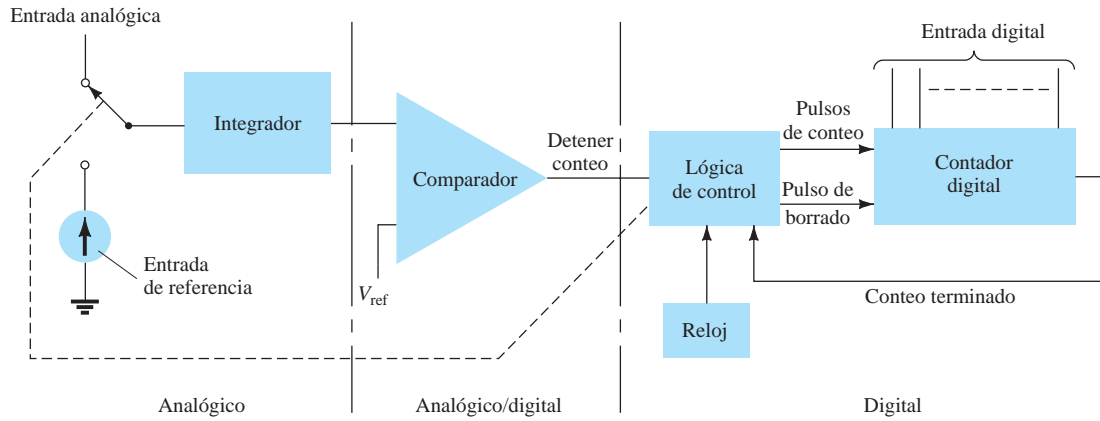 Entrada analógica
Integrador
Entrada
de referencia
Comparador
V_ref
Detener
conteo
Lógica
de control
Reloj
Pulsos
de conteo
Pulso de
borrado
Entrada digital
Contador
digital
Conteo terminado
Analógico
Analógico/digital
Digital